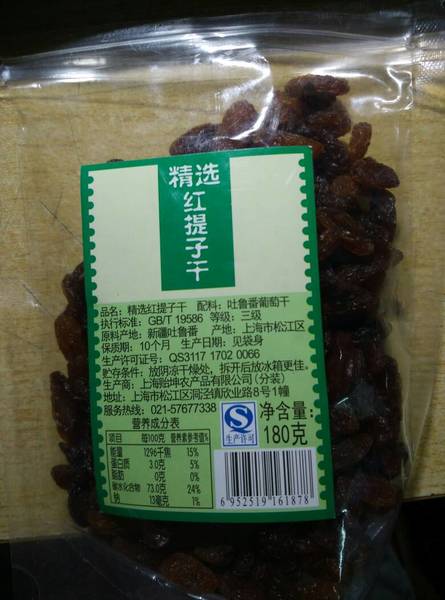 精选
红提子干
品名：精选红提子干 配料：吐鲁番葡萄干
执行标准：GB/T 19586 等级：三级
原料产地：新疆吐鲁番 产地：上海市松江区
保质期：10个月 生产日期：见袋身
生产许可证号：QS3117 1702 0066
贮存条件：放阴凉干燥处，拆开后放冰箱更佳。
生产商：上海贻坤农产品有限公司(分装)
地址：上海市松江区洞泾镇欣业路8号1幢
服务热线：021-57677338
营养成分表
项目 每100克 营养素参考值%
能量 1296千焦 15%
蛋白质 3.0克 5%
脂肪 0克 0%
碳水化合物 73.0克 24%
钠 13毫克 1%
生产许可
净含量：
180克
6 952519 161878